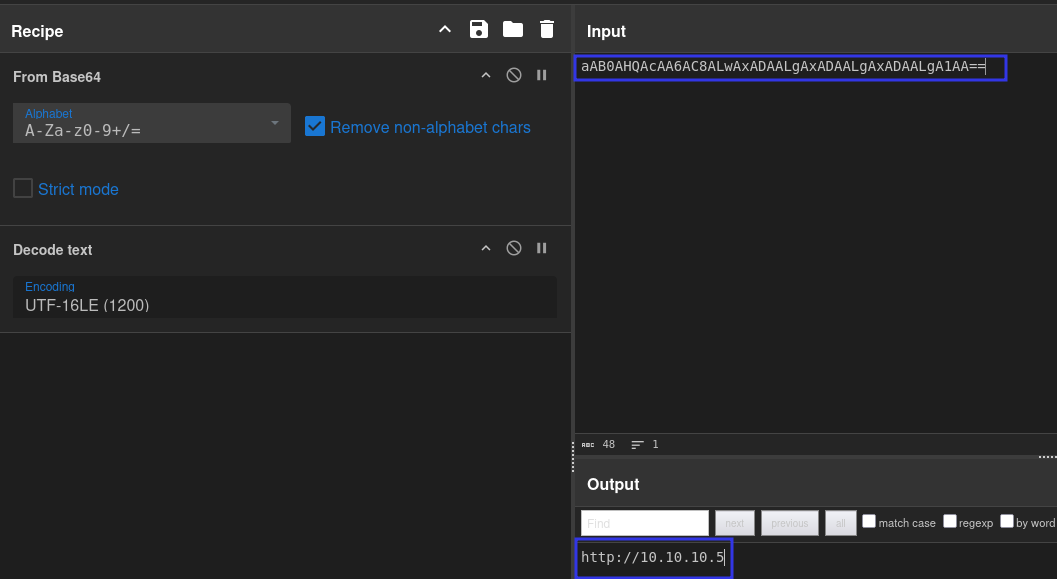 Recipe
From Base64
Alphabet
A-Za-z0-9+/=
Remove non-alphabet chars
Strict mode
Decode text
Encoding
UTF-16LE (1200)
Input
aAB0AHQAcAA6AC8ALwAxADAALgAxADAALgAxADAALgA1AA==
ABC 48 1
Output
Find next previous all match case regexp by word
http://10.10.10.5